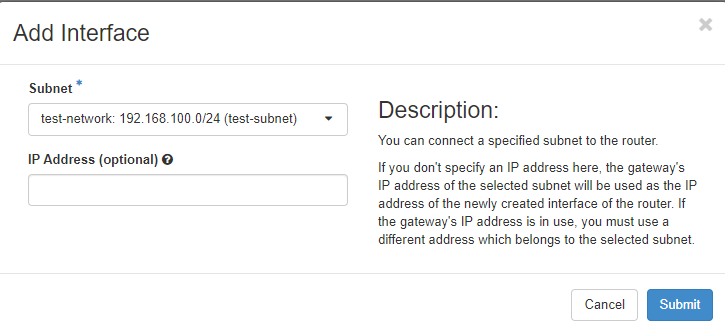 Add Interface
×
Subnet *
test-network: 192.168.100.0/24 (test-subnet)
IP Address (optional)
Description:
You can connect a specified subnet to the router.
If you don't specify an IP address here, the gateway's
IP address of the selected subnet will be used as the IP
address of the newly created interface of the router. If
the gateway's IP address is in use, you must use a
different address which belongs to the selected subnet.
Cancel
Submit